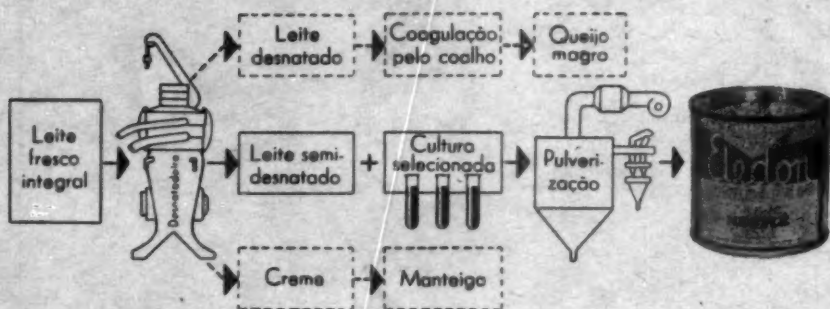 Leite
desnatado
Coagulação
pelo coalho
Queijo
magro
Leite
fresco
integral
Desnatadeira
Leite semi-
desnatado
+
Cultura
selecionada
Pulveri-
zação
Eledon
Creme
Manteiga